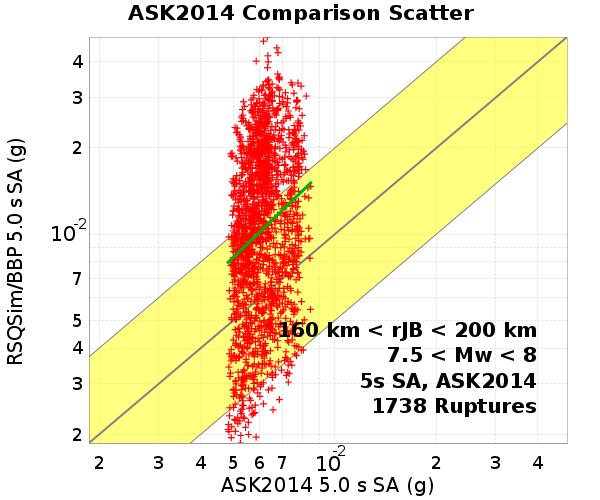 ASK2014 Comparison Scatter
RSQSim/BBP 5.0 s SA (g)
4
3
2
10-2
7
5
4
3
2
160 km < rJB < 200 km
7.5 < Mw < 8
5s SA, ASK2014
1738 Ruptures
2 3 4 5 6 7 10-2 2 3 4
ASK2014 5.0 s SA (g)